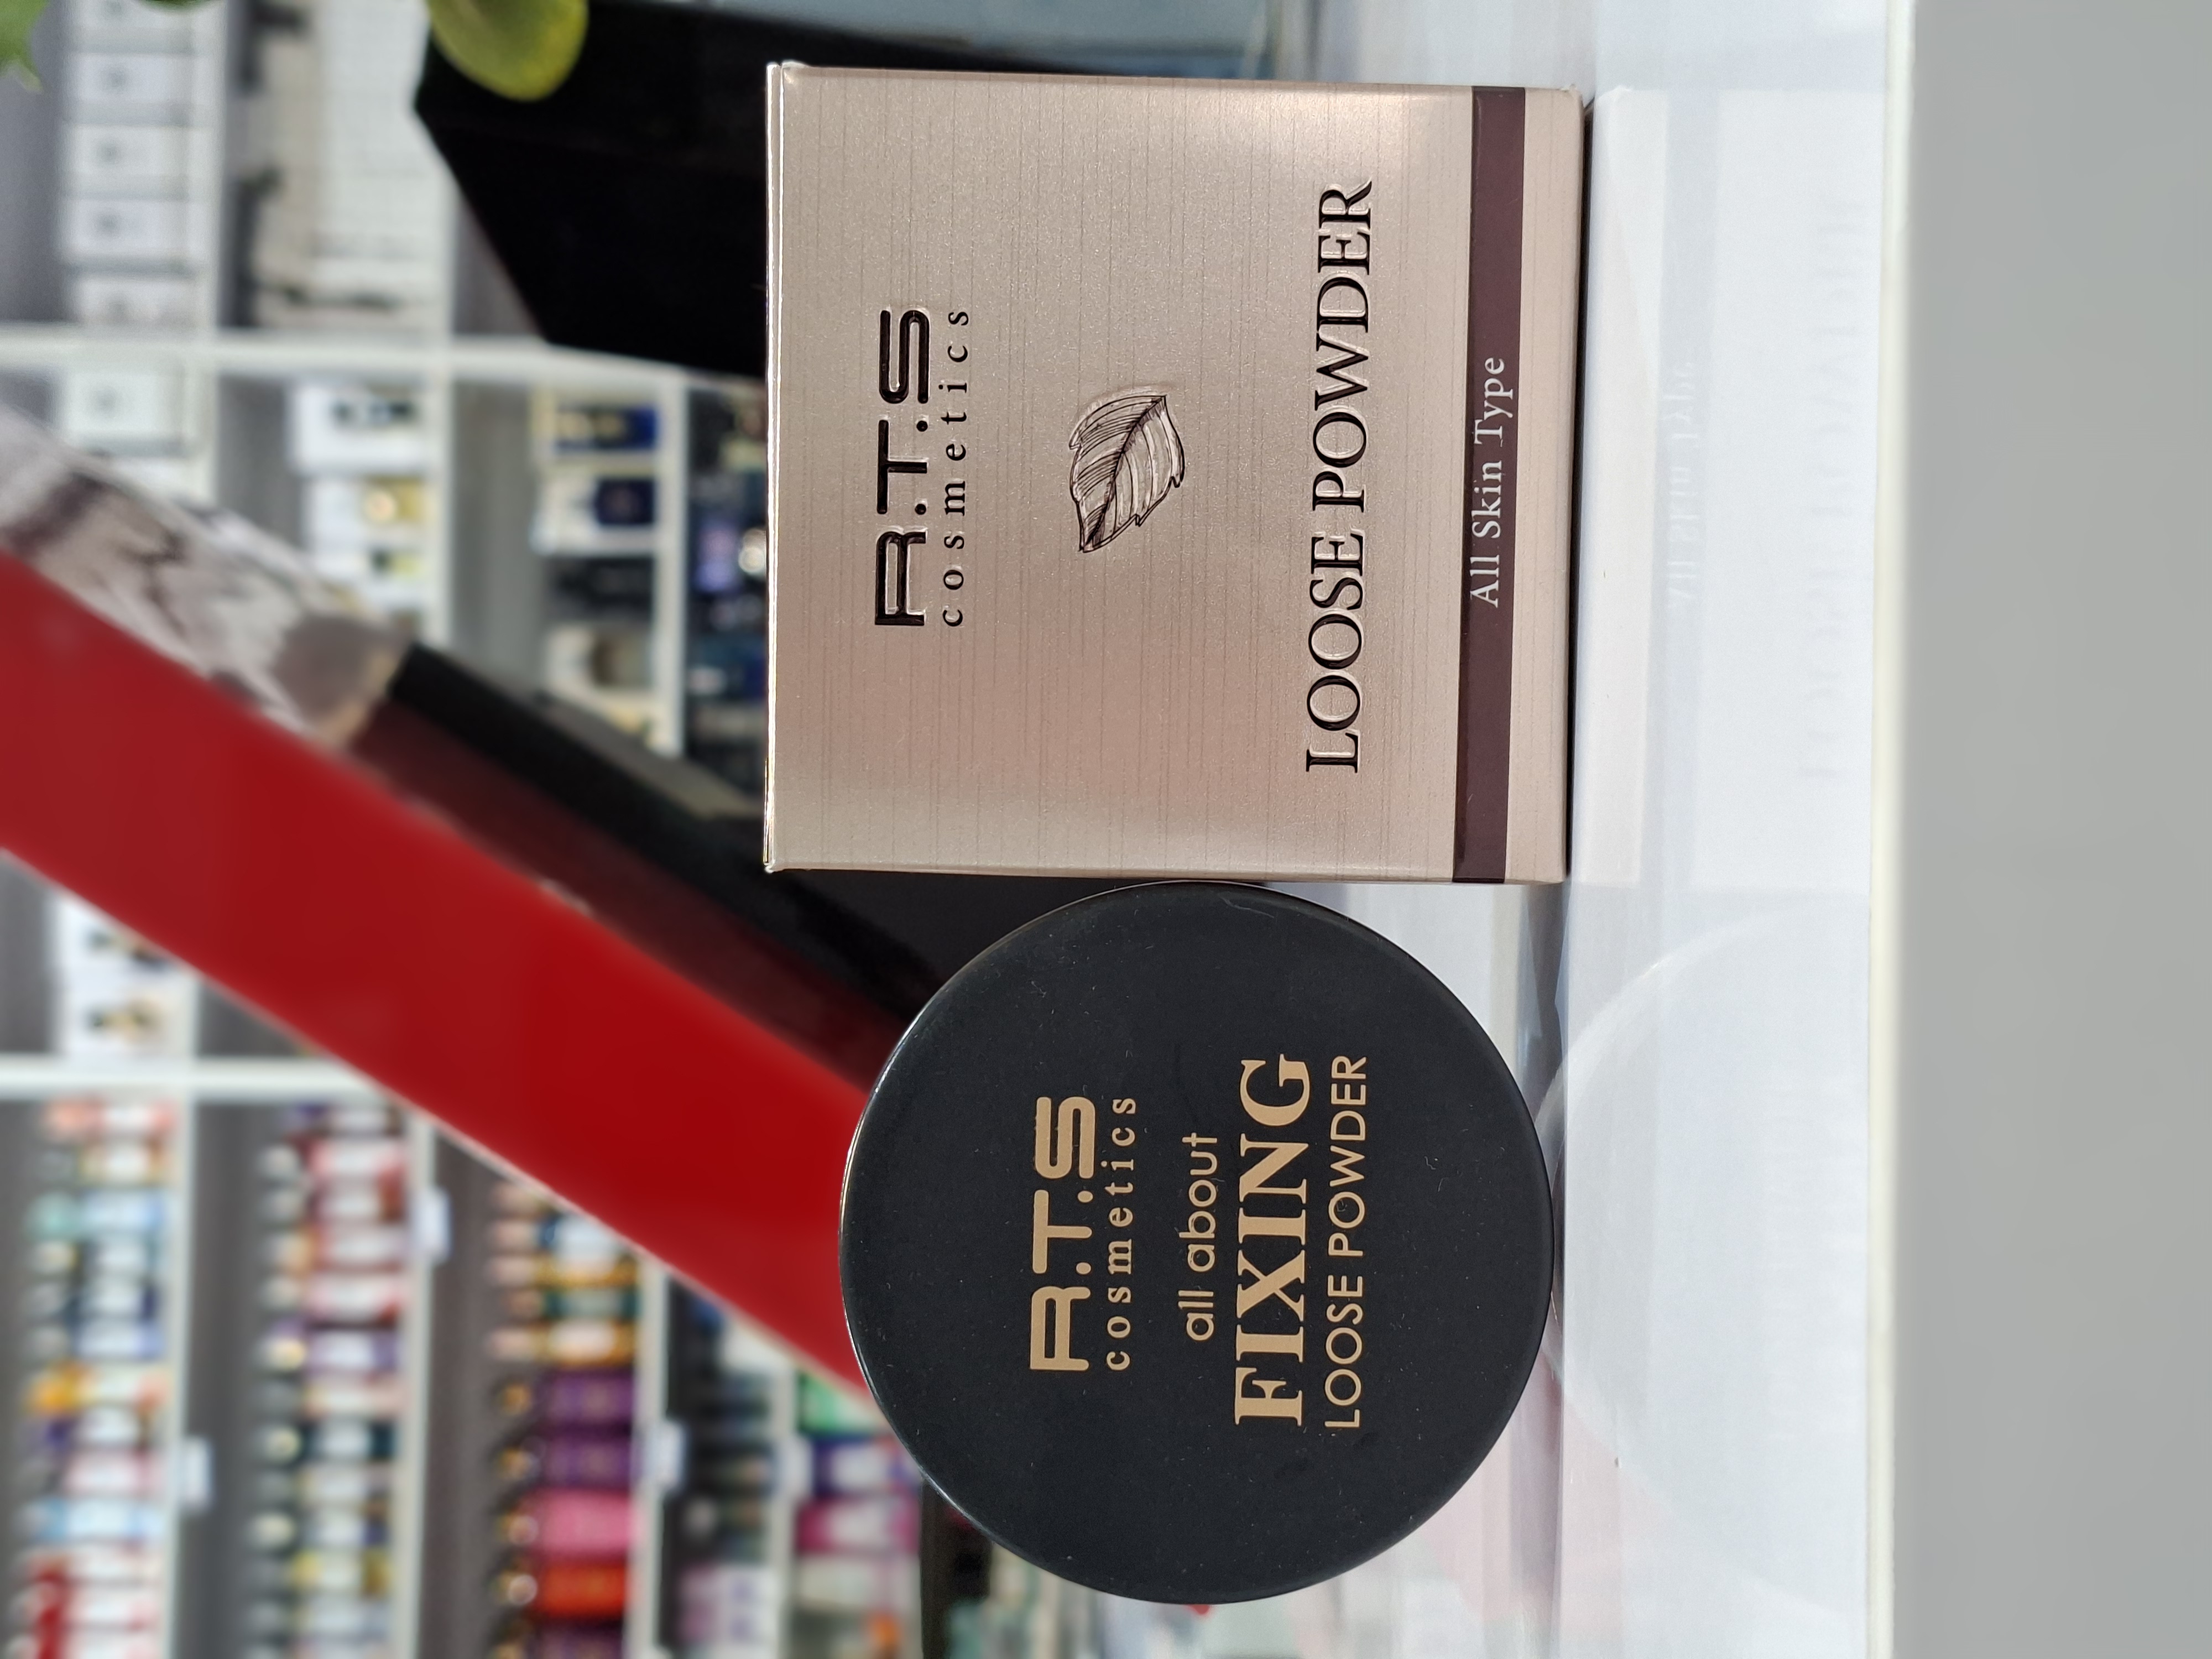 R.T.S
cosmetics
all about
FIXING
LOOSE POWDER
R.T.S
cosmetics
LOOSE POWDER
All Skin Type